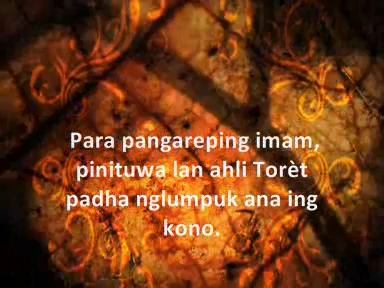 Para pangareping imam,
pinituwa lan ahli Torèt
padha nglumpuk ana ing
kono.